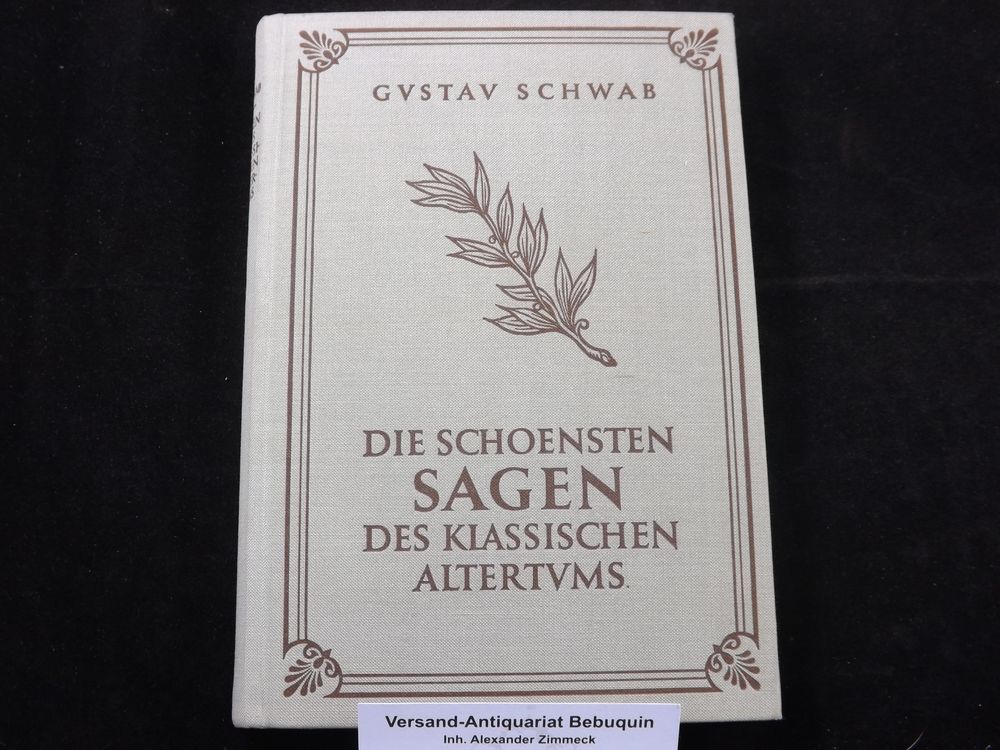 GVSTAV SCHWAB
DIE SCHOENSTEN
SAGEN
DES KLASSISCHEN
ALTERTVMS.
Versand-Antiquariat Bebuquin
Inh. Alexander Zimmeck